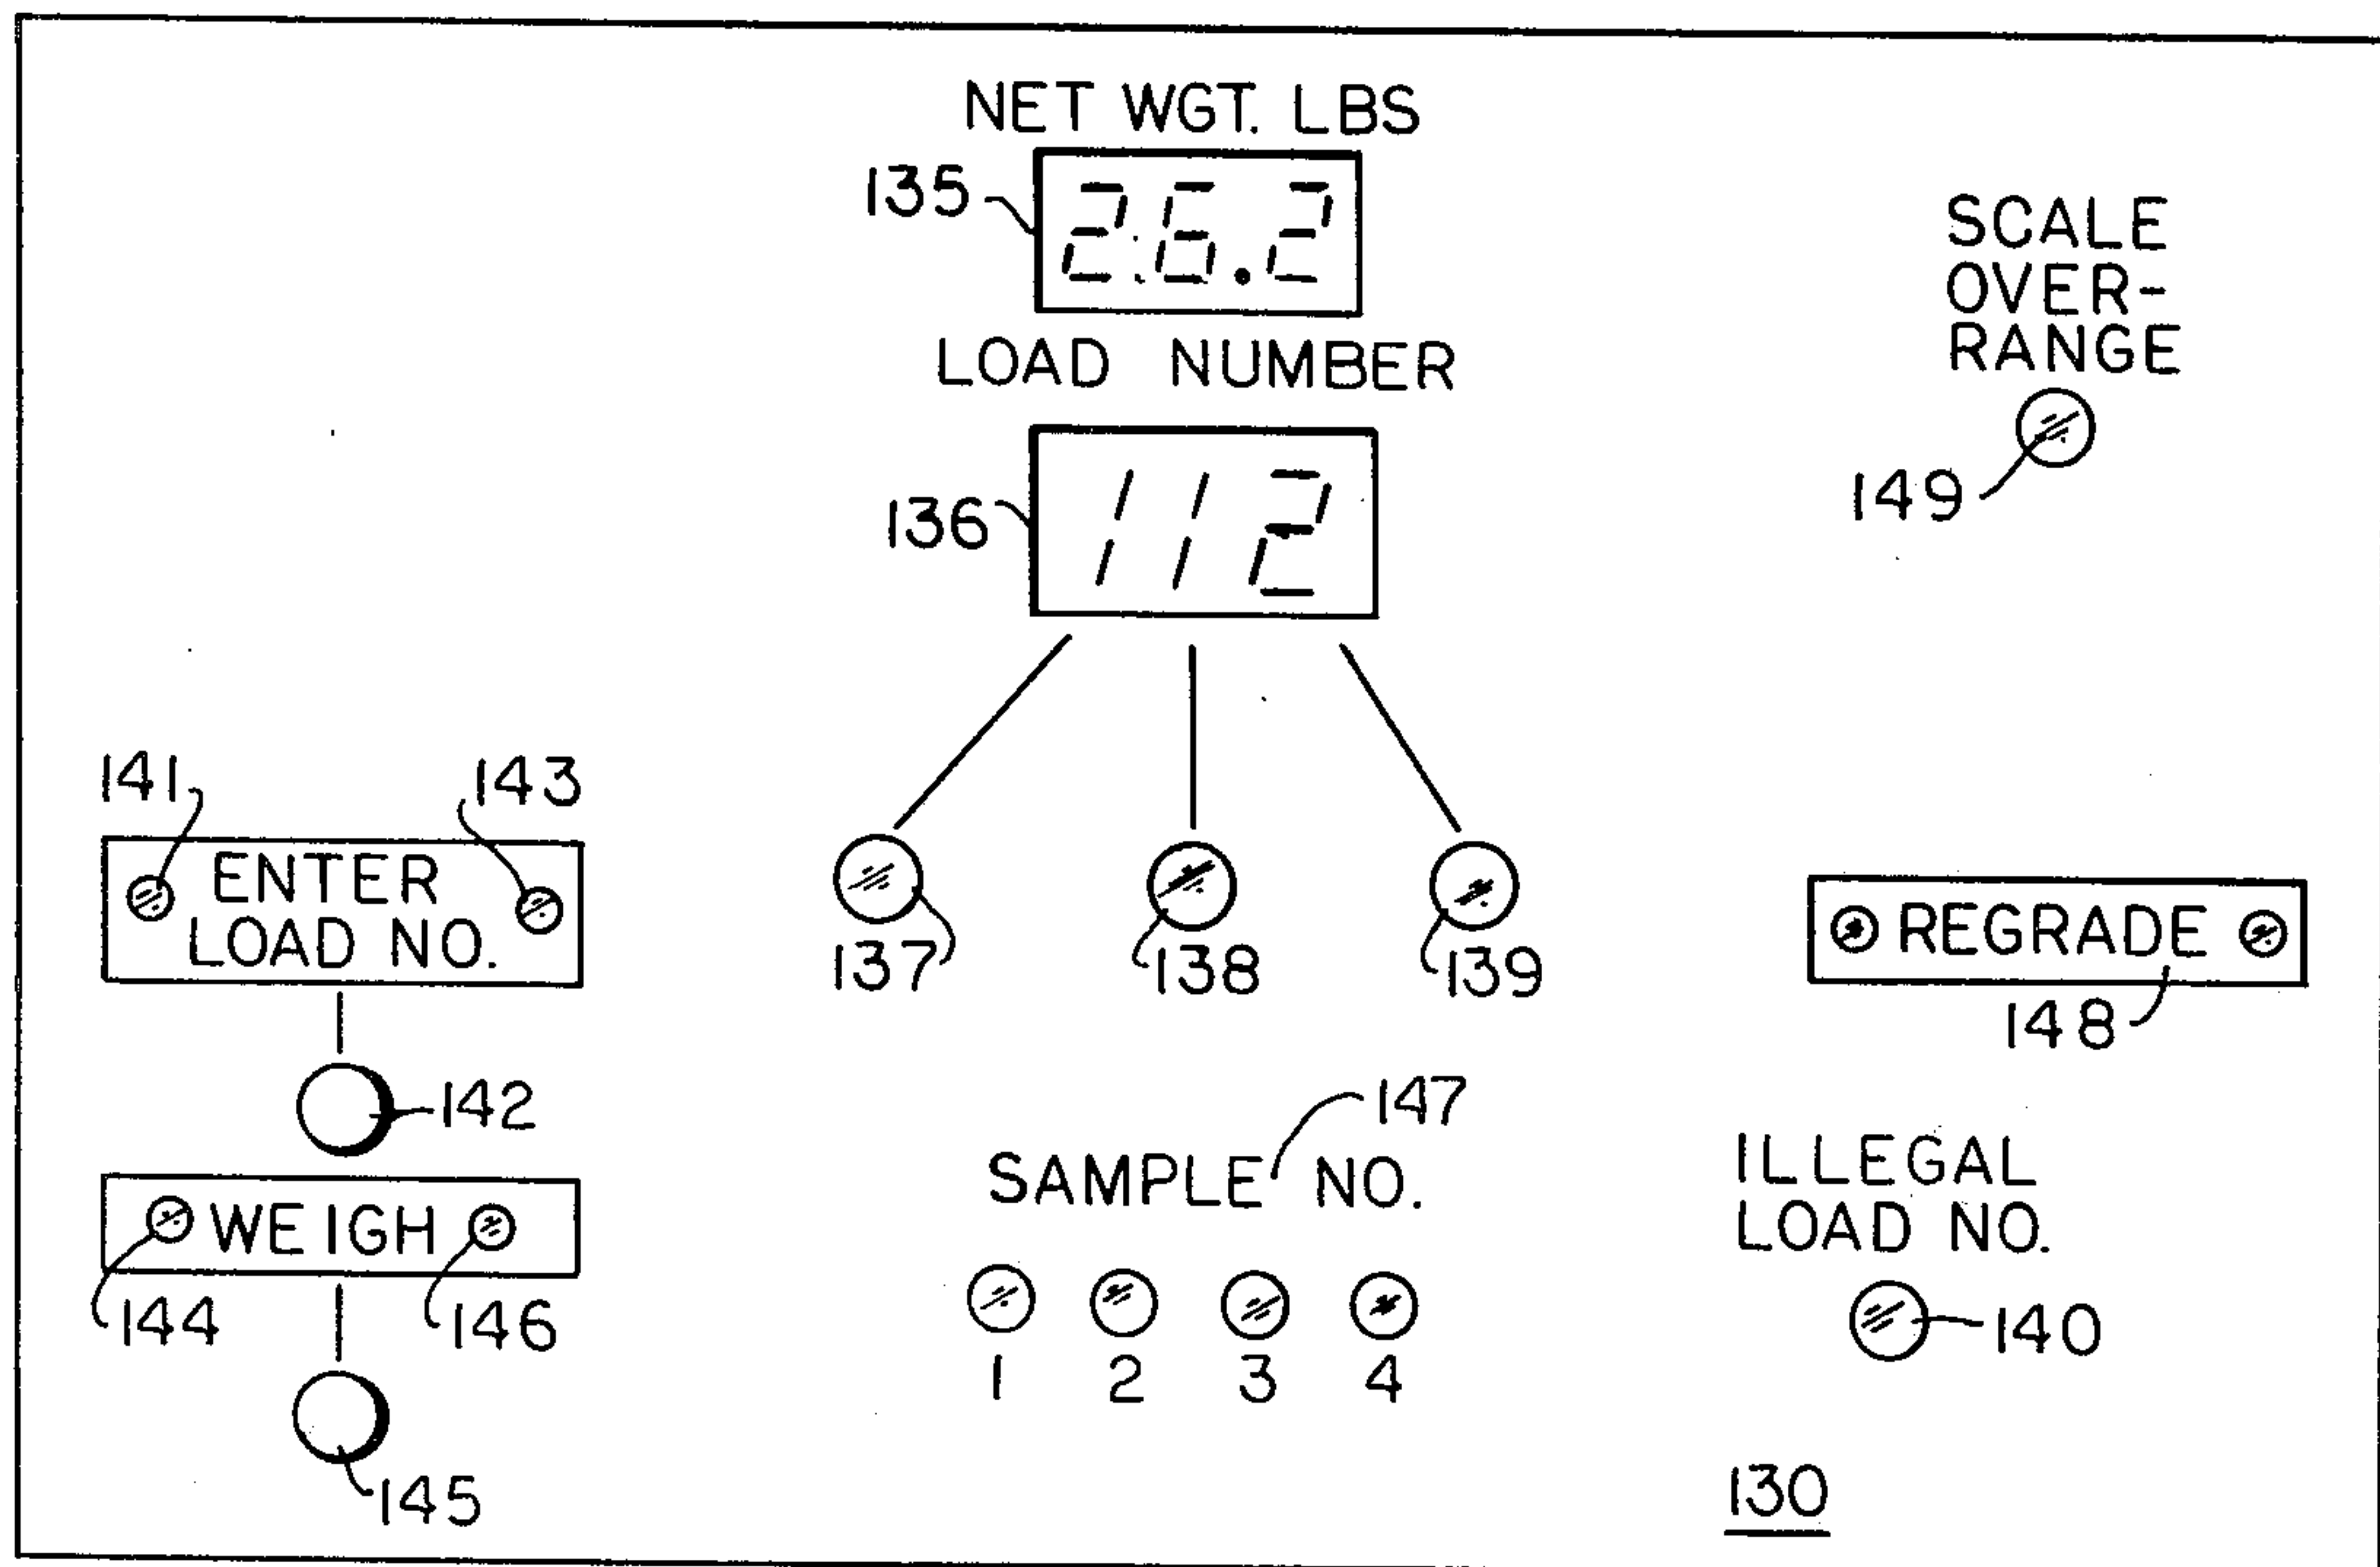 NET WGT. LBS
135
26.2
SCALE
OVER-
RANGE
149
LOAD NUMBER
136
112
141
143
ENTER
LOAD NO.
137
138
139
REGRADE
148
142
147
SAMPLE NO.
ILLEGAL
LOAD NO.
WEIGH
144
146
140
1 2 3 4
145
130